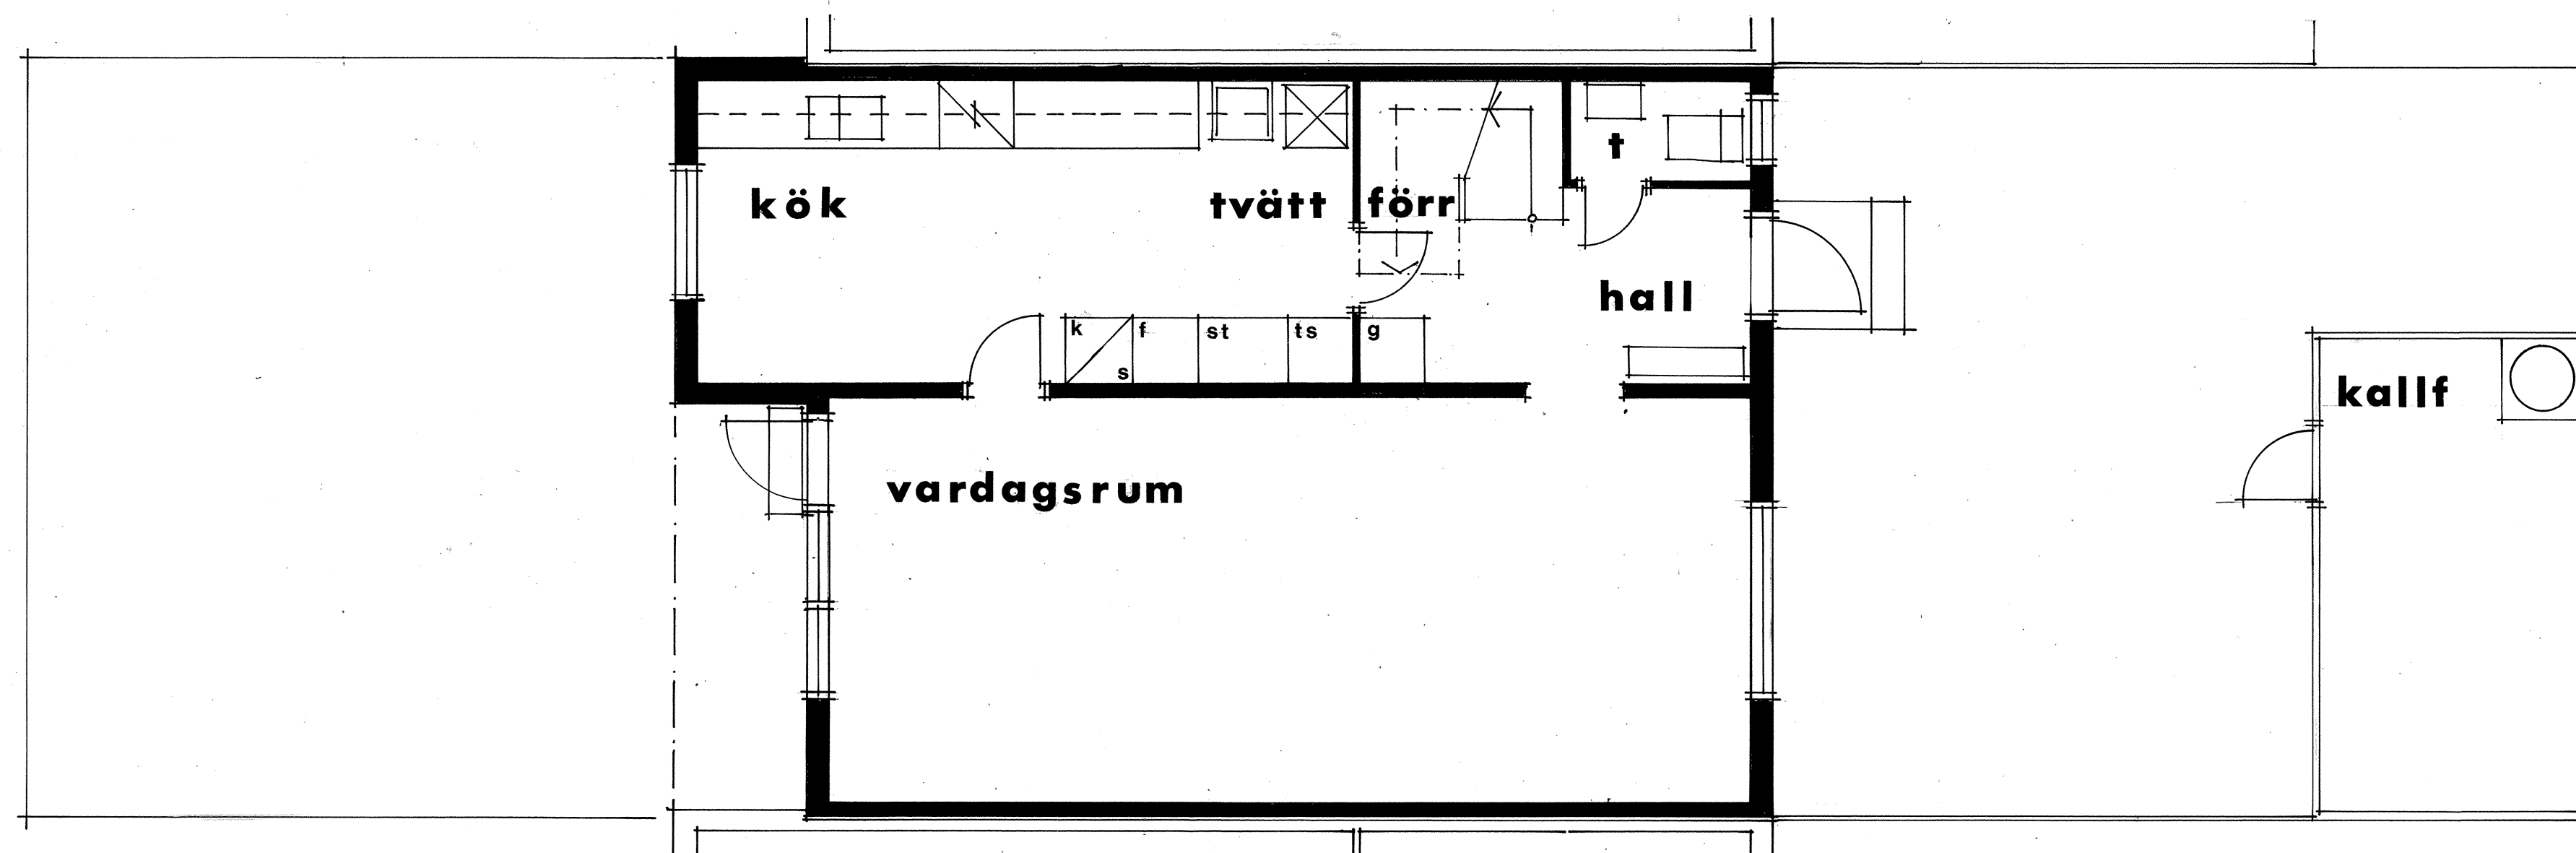 t
kök
tvätt
förr
hall
k
f
s
st
ts
g
kallf
vardagsrum